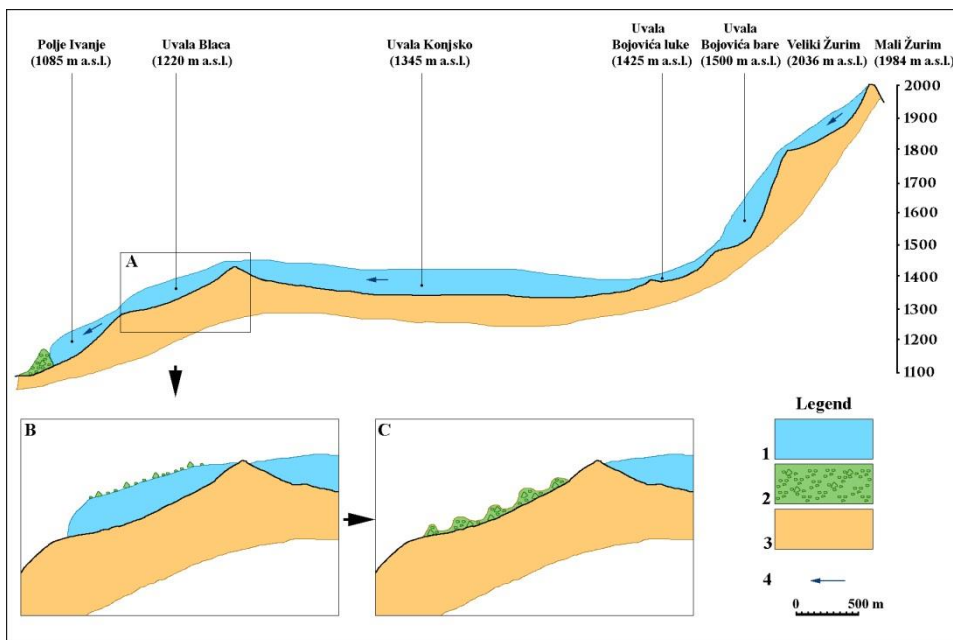 Polje Ivanje
(1085 m a.s.l.)
Uvala Blaca
(1220 m a.s.l.)
Uvala Konjsko
(1345 m a.s.l.)
Uvala
Bojovića luke
(1425 m a.s.l.)
Uvala
Bojovića bare
(1500 m a.s.l.)
Veliki Žurim
(2036 m a.s.l.)
Mali Žurim
(1984 m a.s.l.)
2000
1900
1800
1700
1600
1500
1400
1300
1200
1100
A
B
C
Legend
1
2
3
4
0 500 m